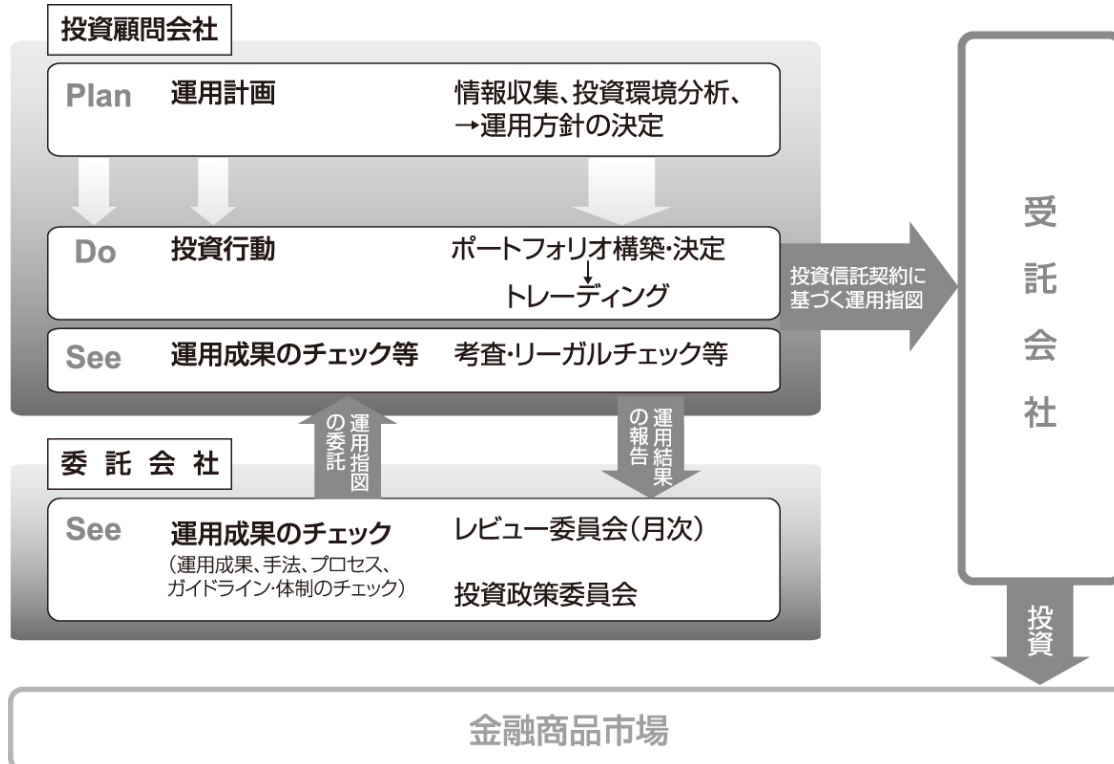 投資顧問会社
Plan 運用計画 情報収集、投資環境分析、
→運用方針の決定
Do 投資行動 ポートフォリオ構築・決定
トレーディング
See 運用成果のチェック等 考査・リーガルチェック等
投資信託契約に
基づく運用指図
受託会社
運用指図
の委託
運用結果
の報告
委託会社
See 運用成果のチェック レビュー委員会(月次)
(運用成果、手法、プロセス、
ガイドライン・体制のチェック)
投資政策委員会
投資
金融商品市場